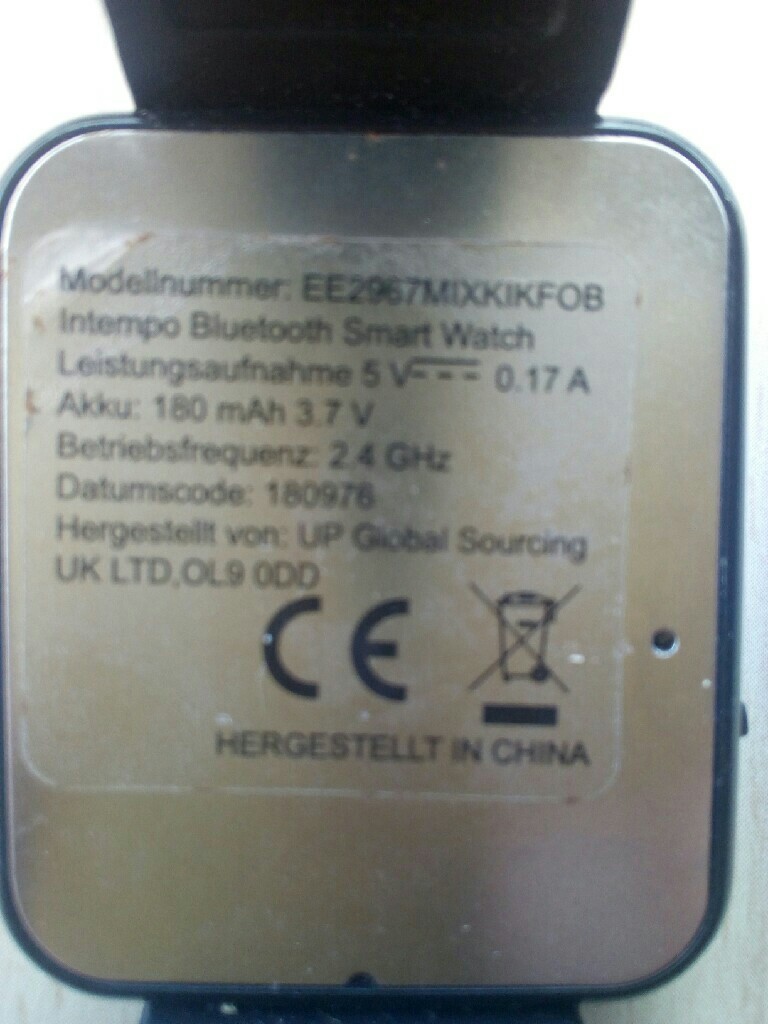 Modellnummer: EE2967MIXKIKFOB
Intempo Bluetooth Smart Watch
Leistungsaufnahme 5 V⎓ 0.17 A
Akku: 180 mAh 3.7 V
Betriebsfrequenz: 2.4 GHz
Datumscode: 180976
Hergestellt von: UP Global Sourcing
UK LTD,OL9 0DD
CE
HERGESTELLT IN CHINA